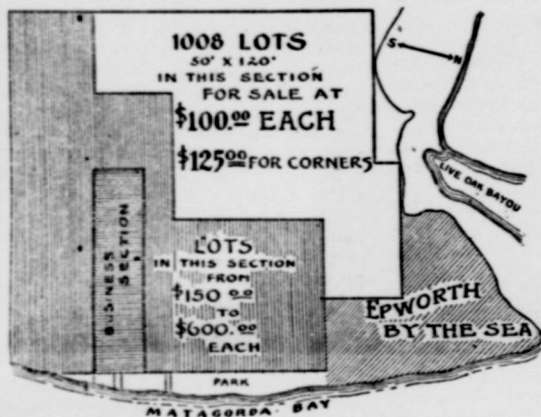 1008 LOTS
50' X 120'
IN THIS SECTION
FOR SALE AT
$100.00 EACH
$125.00 FOR CORNERS
S N
LIVE OAK BAYOU
BUSINESS
SECTION
LOTS
IN THIS SECTION
FROM
$150.00
TO
$600.00
EACH
EPWORTH
BY THE SEA
PARK
MATAGORDA BAY